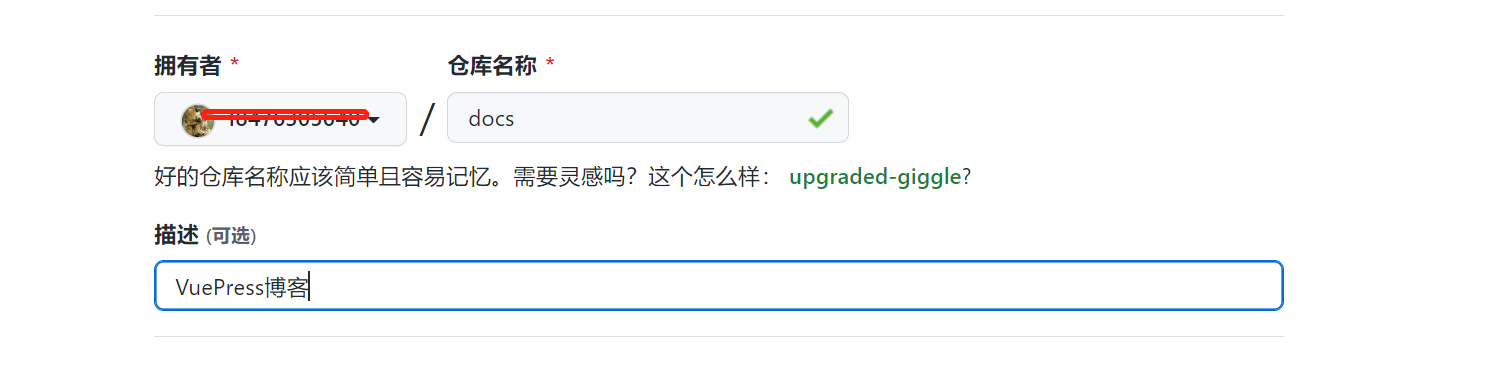 拥有者 *
仓库名称 *
/
docs
好的仓库名称应该简单且容易记忆。需要灵感吗？这个怎么样： upgraded-giggle?
描述 (可选)
VuePress博客